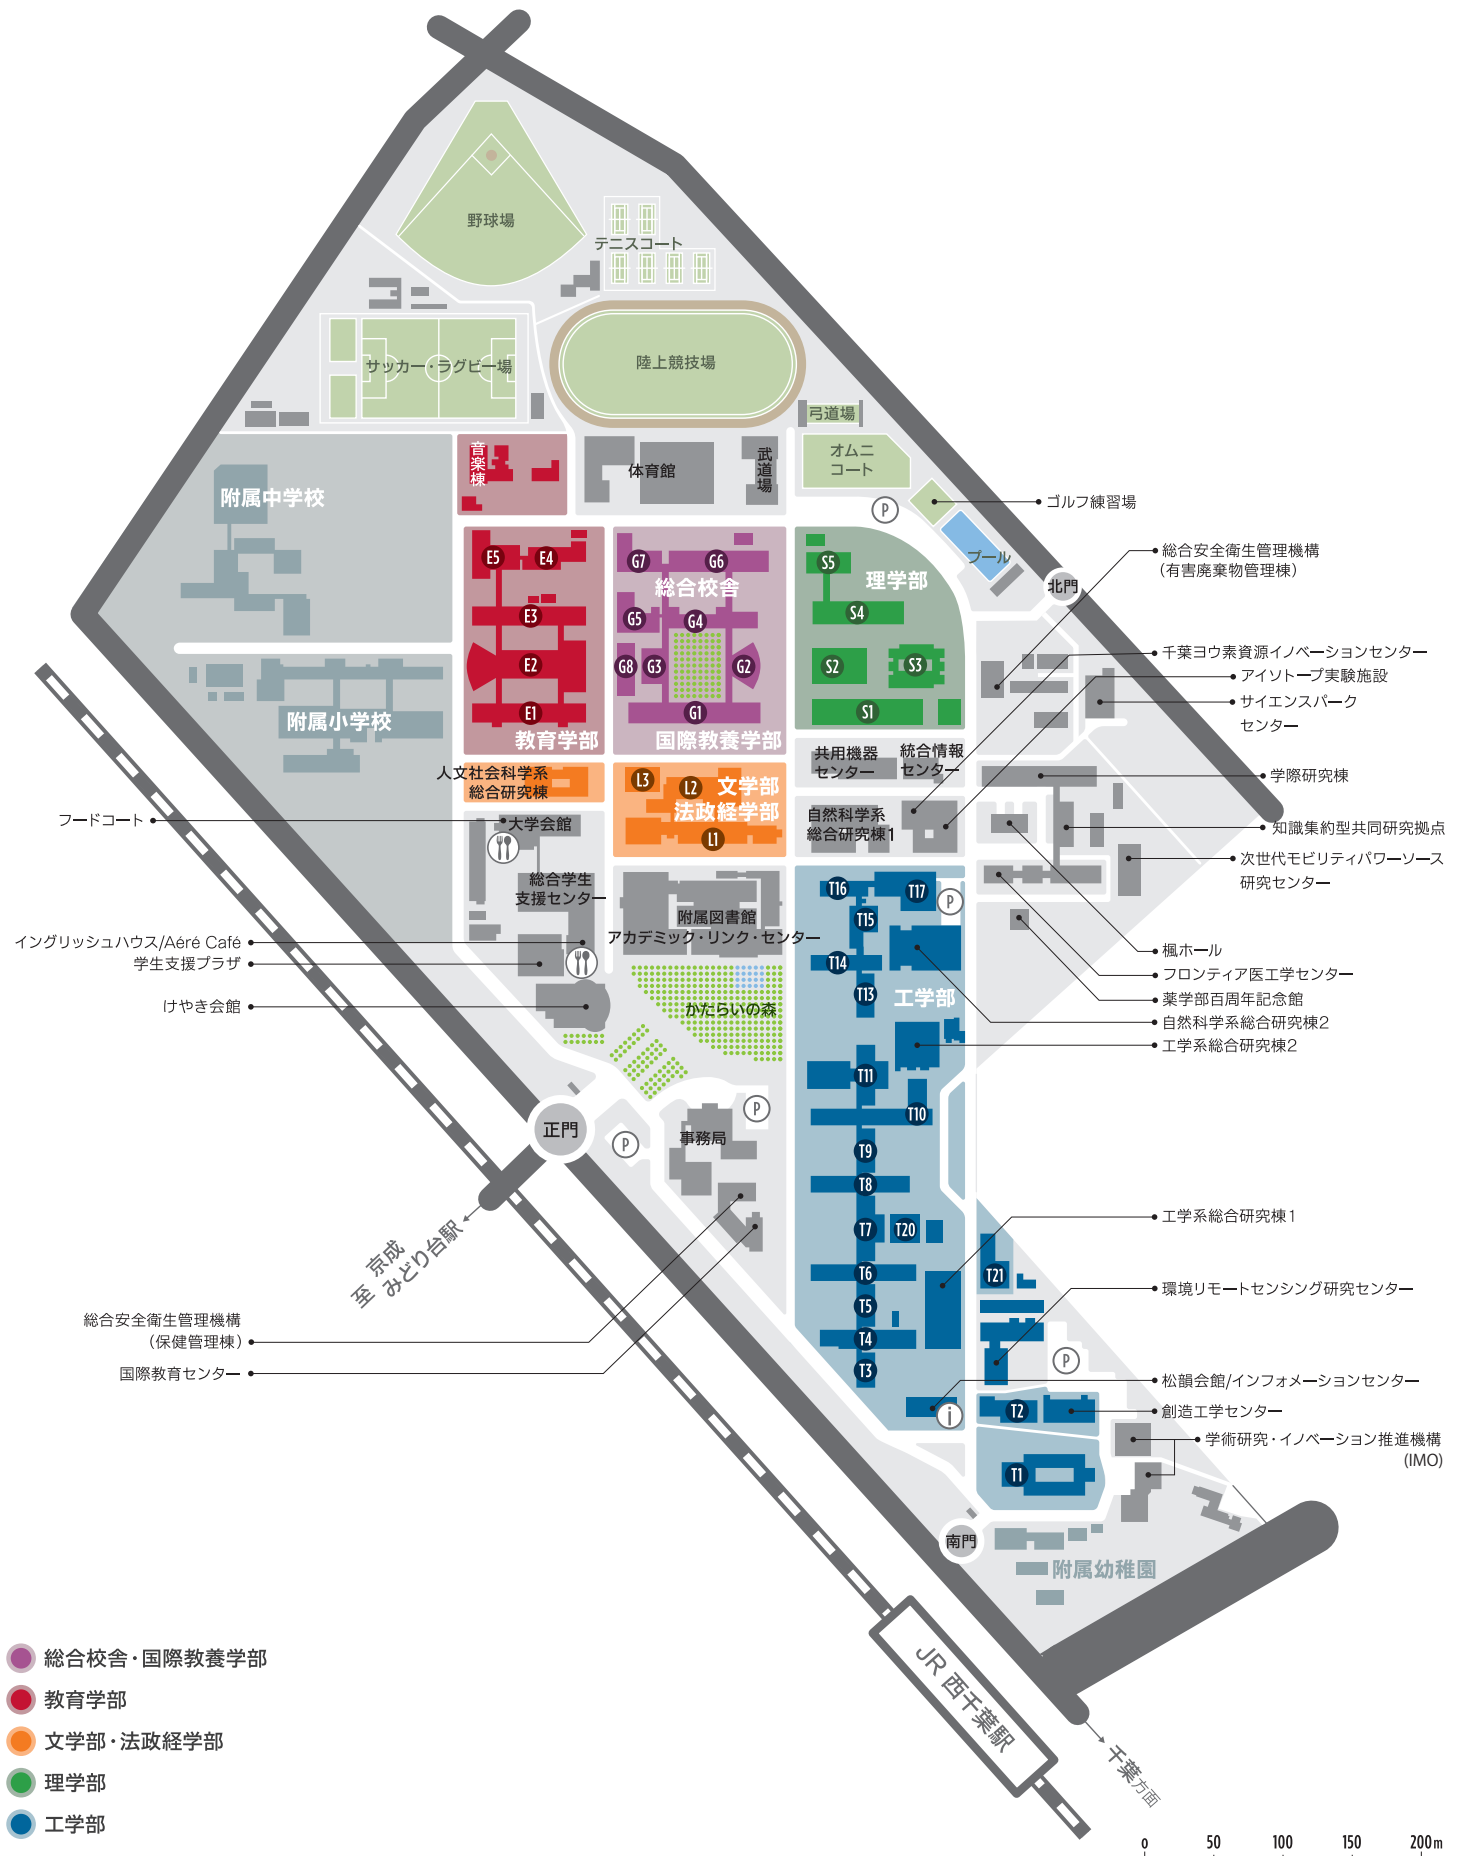 野球場
テニスコート
サッカー・ラグビー場
陸上競技場
弓道場
オムニ
コート
音楽棟
体育館
武道場
附属中学校
P
ゴルフ練習場
プール
北門
総合安全衛生管理機構
(有害廃棄物管理棟)
E5
E4
E3
E2
E1
教育学部
G7
G6
総合校舎
G5
G4
G8
G3
G2
G1
国際教養学部
S5
理学部
S4
S2
S3
S1
千葉ヨウ素資源イノベーションセンター
アイソトープ実験施設
サイエンスパーク
センター
附属小学校
人文社会科学系
総合研究棟
L3
L2
文学部
法政経学部
L1
共用機器
センター
統合情報
センター
自然科学系
総合研究棟1
学際研究棟
知識集約型共同研究拠点
次世代モビリティパワーソース
研究センター
フードコート
大学会館
総合学生
支援センター
附属図書館
アカデミック・リンク・センター
イングリッシュハウス/Aéré Café
学生支援プラザ
けやき会館
かたらいの森
T16
T17
P
T15
T14
T13
工学部
楓ホール
フロンティア医工学センター
薬学部百周年記念館
自然科学系総合研究棟2
工学系総合研究棟2
T11
T10
T9
T8
T7
T20
T6
T5
T4
T3
正門
P
P
事務局
至 京成
みどり台駅
総合安全衛生管理機構
(保健管理棟)
国際教育センター
工学系総合研究棟1
T21
環境リモートセンシング研究センター
P
松韻会館/インフォメーションセンター
i
T2
創造工学センター
学術研究・イノベーション推進機構
(IMO)
T1
南門
附属幼稚園
JR 西千葉駅
千葉方面
総合校舎・国際教養学部
教育学部
文学部・法政経学部
理学部
工学部
0 50 100 150 200m